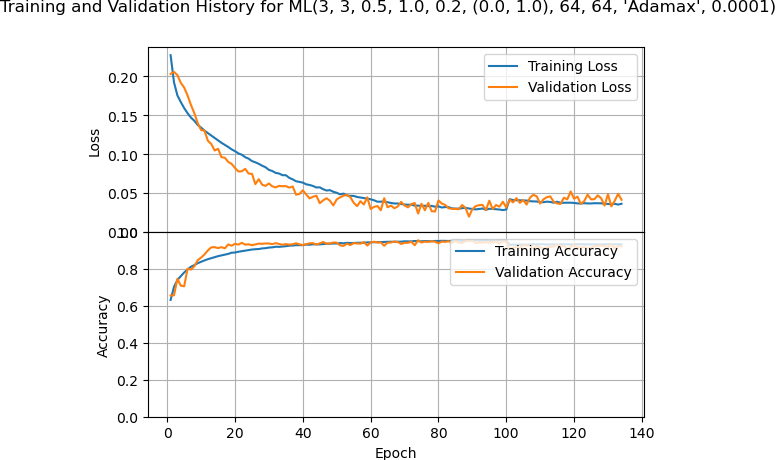 Training and Validation History for ML(3, 3, 0.5, 1.0, 0.2, (0.0, 1.0), 64, 64, 'Adamax', 0.0001)
0.20
0.15
0.10
0.05
0.00
Loss
Training Loss
Validation Loss
1.0
0.8
0.6
0.4
0.2
0.0
Accuracy
Training Accuracy
Validation Accuracy
0 20 40 60 80 100 120 140
Epoch